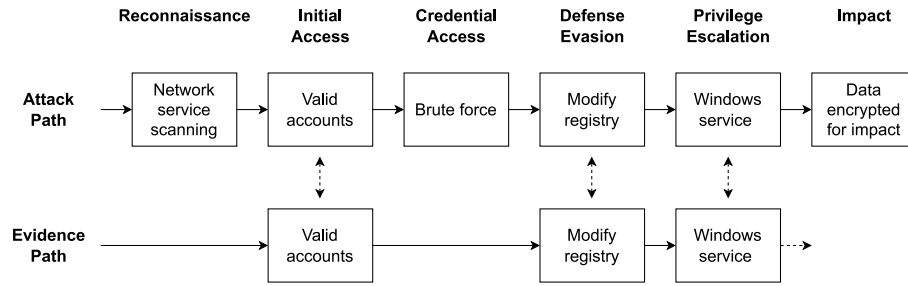 Reconnaissance
Initial
Access
Credential
Access
Defense
Evasion
Privilege
Escalation
Impact
Attack
Path
Network
service
scanning
Valid
accounts
Brute force
Modify
registry
Windows
service
Data
encrypted
for impact
Evidence
Path
Valid
accounts
Modify
registry
Windows
service